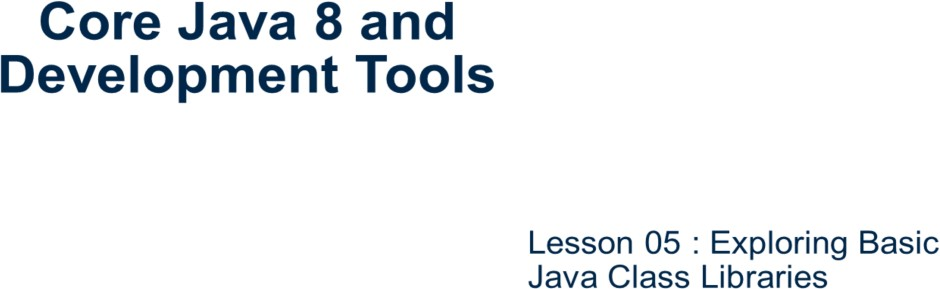 Core Java 8 and
Development Tools
Lesson 05 : Exploring Basic
Java Class Libraries